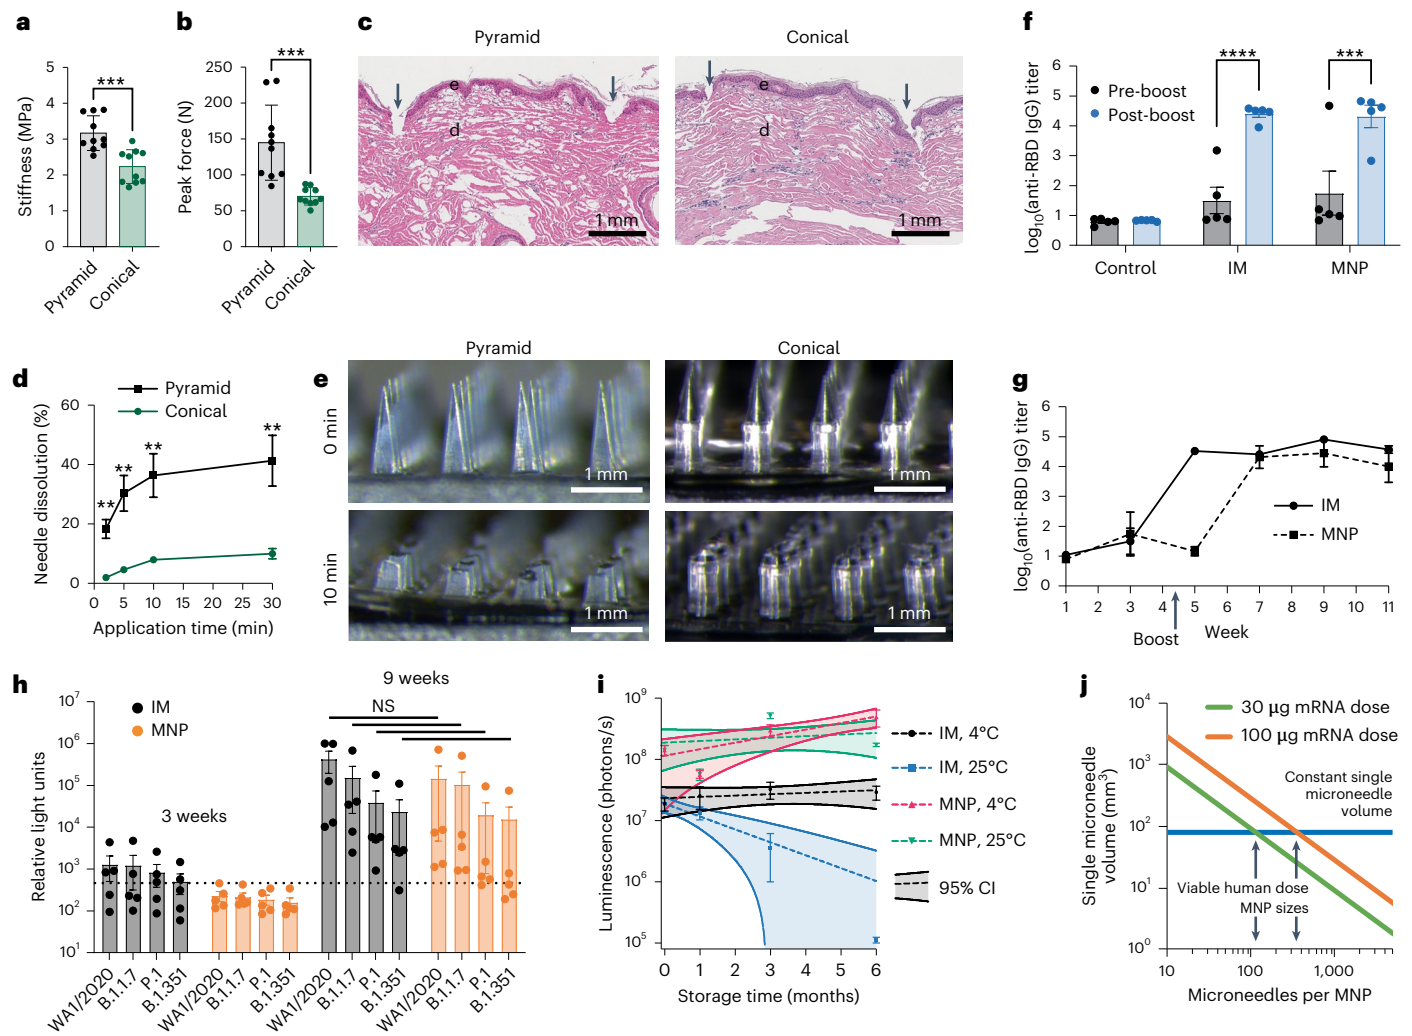 a
Stiffness (MPa)
5
4
3
2
1
0
***
Pyramid
Conical
b
Peak force (N)
250
200
150
100
50
0
***
Pyramid
Conical
c
Pyramid
Conical
e
d
1 mm
e
d
1 mm
f
log10(anti-RBD IgG) titer
6
5
4
3
2
1
0
Pre-boost
Post-boost
****
***
Control
IM
MNP
d
Pyramid
Conical
Needle dissolution (%)
60
40
20
0
**
**
**
**
0
5
10
15
20
25
30
Application time (min)
e
Pyramid
Conical
0 min
1 mm
1 mm
10 min
1 mm
1 mm
g
log10(anti-RBD IgG) titer
6
5
4
3
2
1
0
IM
MNP
1 2 3 4 5 6 7 8 9 10 11
Boost
Week
h
9 weeks
Relative light units
10^7
10^6
10^5
10^4
10^3
10^2
10^1
IM
MNP
NS
3 weeks
WA1/2020
B.1.1.7
P.1
B.1.351
WA1/2020
B.1.1.7
P.1
B.1.351
WA1/2020
B.1.1.7
P.1
B.1.351
WA1/2020
B.1.1.7
P.1
B.1.351
i
Luminescence (photons/s)
10^9
10^8
10^7
10^6
10^5
0 1 2 3 4 5 6
Storage time (months)
IM, 4°C
IM, 25°C
MNP, 4°C
MNP, 25°C
95% CI
j
Single microneedle
volume (mm^3)
10^4
10^3
10^2
10^1
10^0
30 µg mRNA dose
100 µg mRNA dose
Constant single
microneedle
volume
Viable human dose
MNP sizes
10
100
1,000
Microneedles per MNP